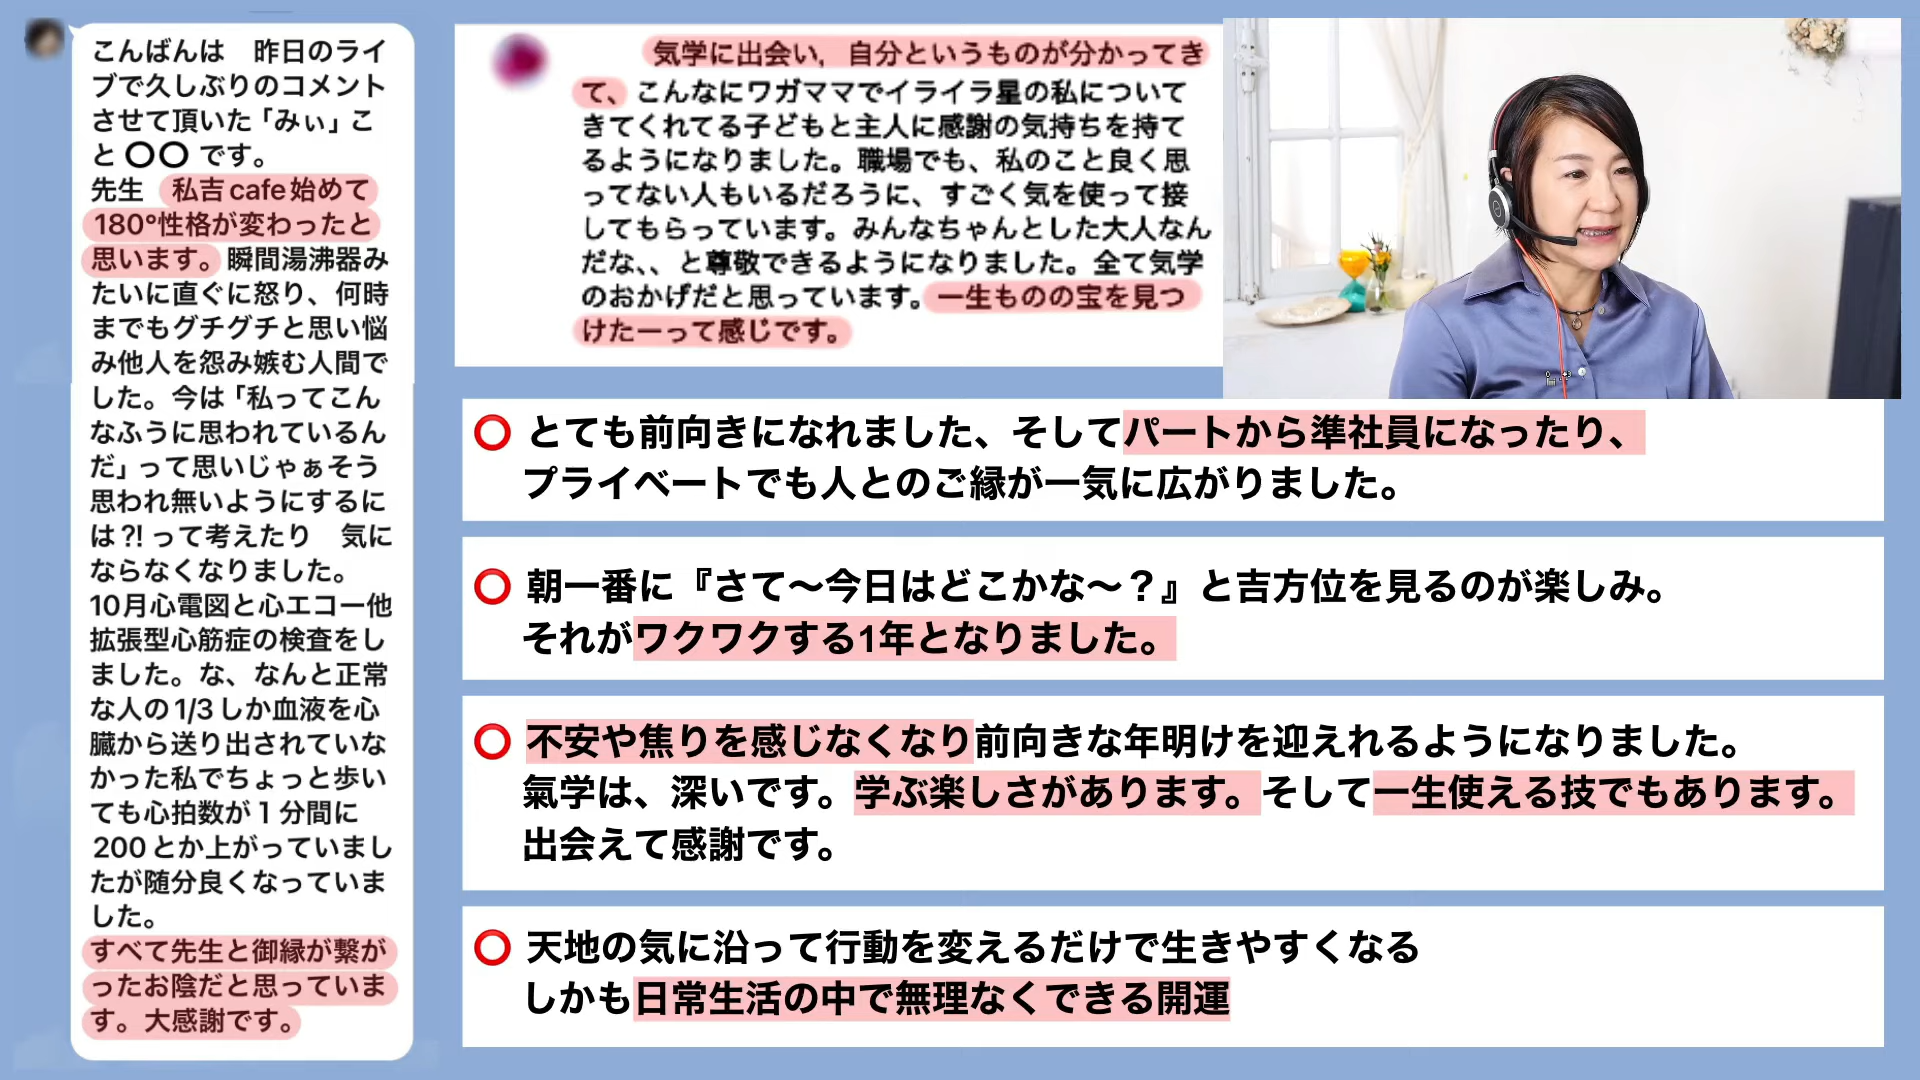 こんばんは　昨日のライ
ブで久しぶりのコメント
させて頂いた「みぃ」こ
と〇〇です。
先生　私吉cafe始めて
180°性格が変わったと
思います。瞬間湯沸器み
たいに直ぐに怒り、何時
までもグチグチと思い悩
み他人を怨み嫉む人間で
した。今は「私ってこん
なふうに思われているん
だ」って思いじゃぁそう
思われ無いようにするに
は⁈って考えたり　気に
ならなくなりました。
10月心電図と心エコー他
拡張型心筋症の検査をし
ました。な、なんと正常
な人の1/3しか血液を心
臓から送り出されていな
かった私でちょっと歩い
ても心拍数が1分間に
200とか上がっていまし
たが随分良くなっていま
した。
すべて先生と御縁が繋が
ったお陰だと思っていま
す。大感謝です。
気学に出会い，自分というものが分かってき
て、こんなにワガママでイライラ星の私について
きてくれてる子どもと主人に感謝の気持ちを持て
るようになりました。職場でも、私のこと良く思
ってない人もいるだろうに、すごく気を使って接
してもらっています。みんなちゃんとした大人なん
だな、、と尊敬できるようになりました。全て気学
のおかげだと思っています。一生ものの宝を見つ
けたーって感じです。
⭕ とても前向きになれました、そしてパートから準社員になったり、
プライベートでも人とのご縁が一気に広がりました。
⭕ 朝一番に『さて〜今日はどこかな〜？』と吉方位を見るのが楽しみ。
それがワクワクする1年となりました。
⭕ 不安や焦りを感じなくなり前向きな年明けを迎えれるようになりました。
氣学は、深いです。学ぶ楽しさがあります。そして一生使える技でもあります。
出会えて感謝です。
⭕ 天地の気に沿って行動を変えるだけで生きやすくなる
しかも日常生活の中で無理なくできる開運